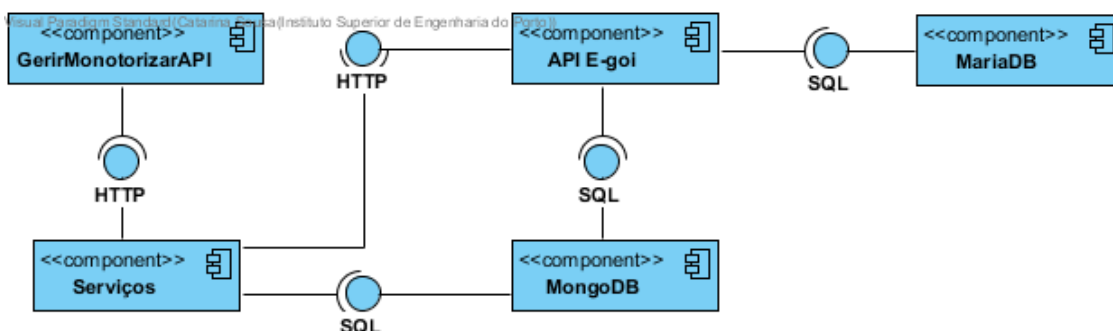 Visual Paradigm Standard(Catarina Sousa(Instituto Superior de Engenharia do Porto))
<<component>>
GerirMonotorizarAPI
HTTP
<<component>>
API E-goi
SQL
<<component>>
MariaDB
HTTP
SQL
<<component>>
Serviços
SQL
<<component>>
MongoDB